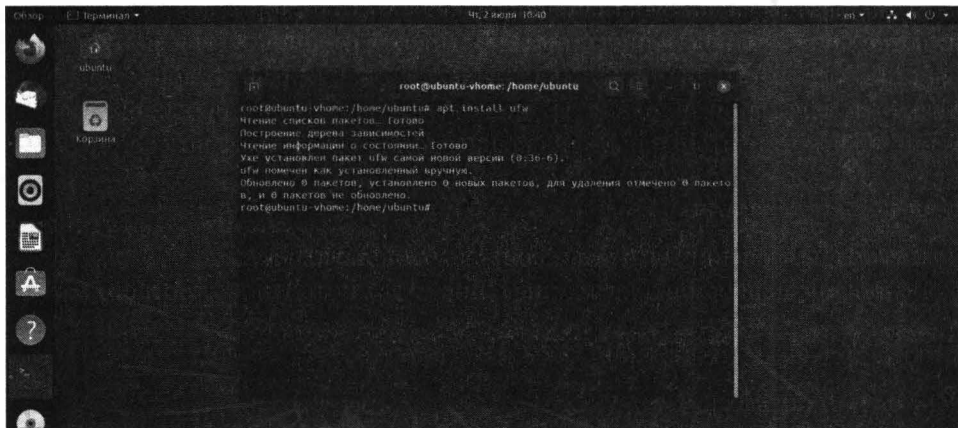 Обзор
Терминал
Чт, 2 июля 10:40
en
ubuntu
Корзина
root@ubuntu-vhome: /home/ubuntu
root@ubuntu-vhome:/home/ubuntu# apt install ufw
Чтение списков пакетов… Готово
Построение дерева зависимостей
Чтение информации о состоянии… Готово
Уже установлен пакет ufw самой новой версии (0.36-6).
ufw помечен как установленный вручную.
Обновлено 0 пакетов, установлено 0 новых пакетов, для удаления отмечено 0 пакето
в, и 0 пакетов не обновлено.
root@ubuntu-vhome:/home/ubuntu#